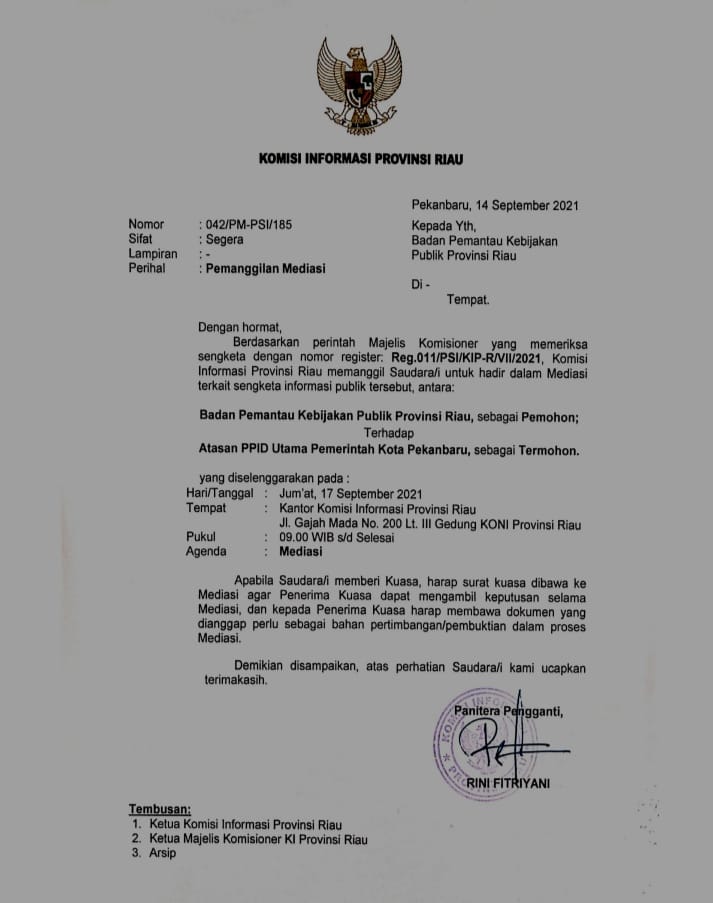 KOMISI INFORMASI PROVINSI RIAU
Pekanbaru, 14 September 2021
Nomor : 042/PM-PSI/185
Sifat : Segera
Lampiran : -
Perihal : Pemanggilan Mediasi
Kepada Yth,
Badan Pemantau Kebijakan
Publik Provinsi Riau
Di -
Tempat.
Dengan hormat,
Berdasarkan perintah Majelis Komisioner yang memeriksa
sengketa dengan nomor register: Reg.011/PSI/KIP-R/VII/2021, Komisi
Informasi Provinsi Riau memanggil Saudara/i untuk hadir dalam Mediasi
terkait sengketa informasi publik tersebut, antara:
Badan Pemantau Kebijakan Publik Provinsi Riau, sebagai Pemohon;
Terhadap
Atasan PPID Utama Pemerintah Kota Pekanbaru, sebagai Termohon.
yang diselenggarakan pada :
Hari/Tanggal : Jum'at, 17 September 2021
Tempat : Kantor Komisi Informasi Provinsi Riau
Jl. Gajah Mada No. 200 Lt. III Gedung KONI Provinsi Riau
Pukul : 09.00 WIB s/d Selesai
Agenda : Mediasi
Apabila Saudara/i memberi Kuasa, harap surat kuasa dibawa ke
Mediasi agar Penerima Kuasa dapat mengambil keputusan selama
Mediasi, dan kepada Penerima Kuasa harap membawa dokumen yang
dianggap perlu sebagai bahan pertimbangan/pembuktian dalam proses
Mediasi.
Demikian disampaikan, atas perhatian Saudara/i kami ucapkan
terimakasih.
Panitera Pengganti,
RINI FITRIYANI
Tembusan:
1. Ketua Komisi Informasi Provinsi Riau
2. Ketua Majelis Komisioner KI Provinsi Riau
3. Arsip